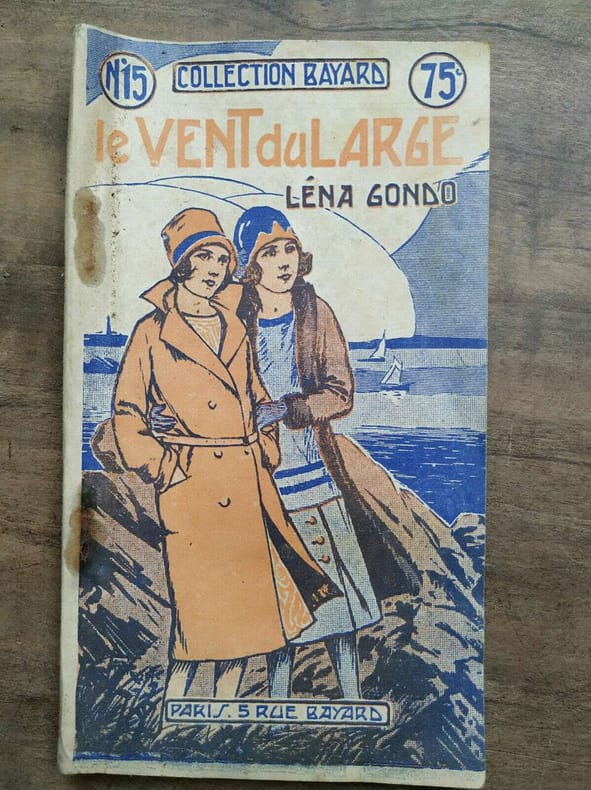 N°15
COLLECTION BAYARD
75c
le VENT du LARGE
LÉNA GONDO
PARIS. 5 RUE BAYARD